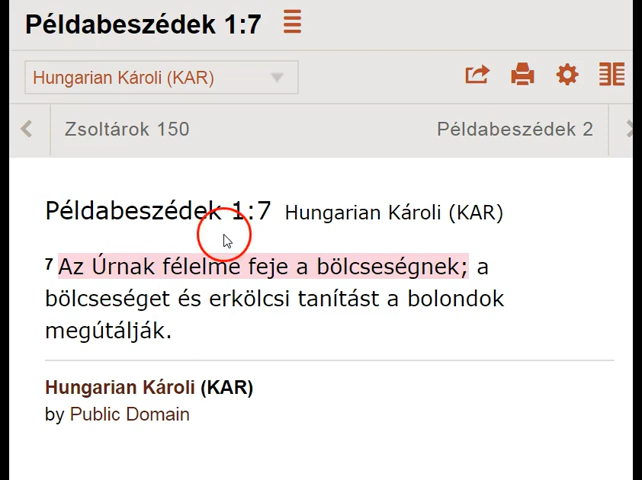 Példabeszédek 1:7
Hungarian Károli (KAR)
Zsoltárok 150 Példabeszédek 2
Példabeszédek 1:7 Hungarian Károli (KAR)
7 Az Úrnak félelme feje a bölcseségnek; a
bölcseséget és erkölcsi tanítást a bolondok
megútálják.
Hungarian Károli (KAR)
by Public Domain